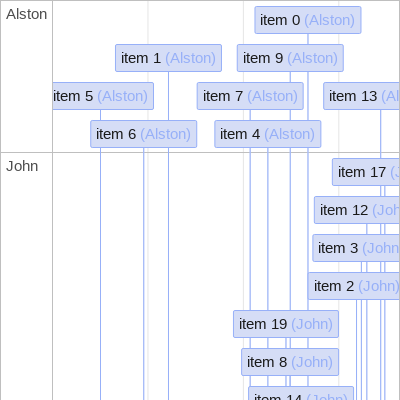 Alston
item 0 (Alston)
item 1 (Alston)
item 9 (Alston)
item 5 (Alston)
item 7 (Alston)
item 13 (Al
item 6 (Alston)
item 4 (Alston)
John
item 17 (J
item 12 (Joh
item 3 (John)
item 2 (John)
item 19 (John)
item 8 (John)
item 14 (John)